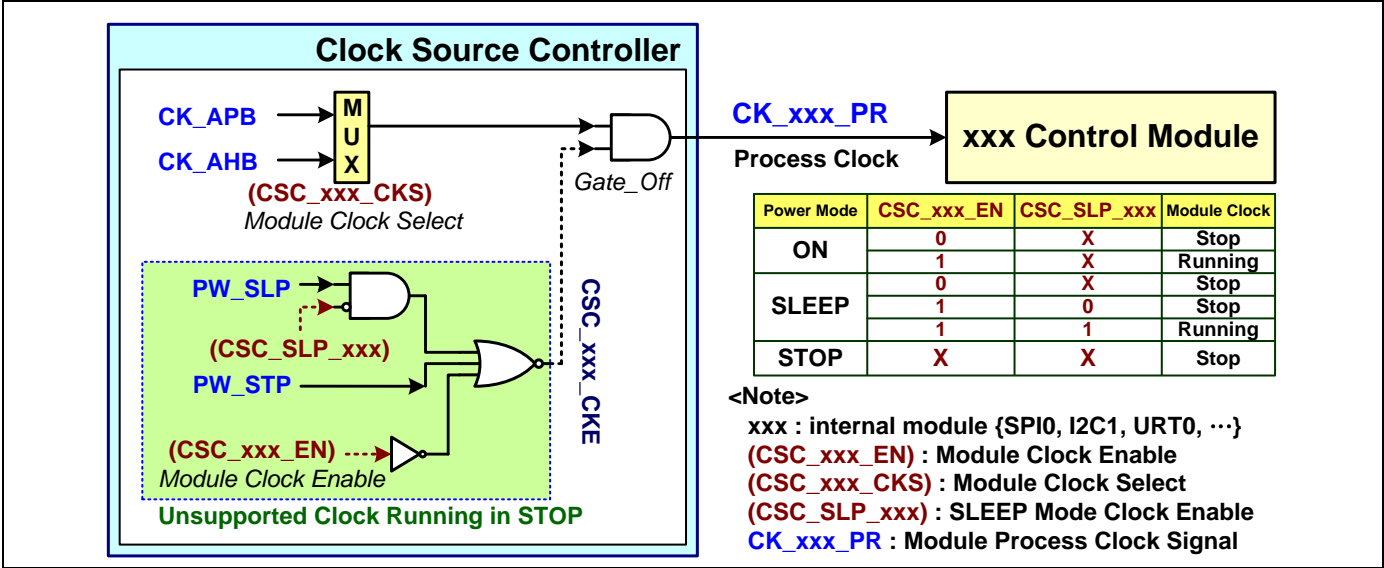 Clock Source Controller
CK_APB
CK_AHB
M
U
X
(CSC_xxx_CKS)
Module Clock Select
Gate_Off
CK_xxx_PR
Process Clock
xxx Control Module
PW_SLP
(CSC_SLP_xxx)
PW_STP
(CSC_xxx_EN)
Module Clock Enable
Unsupported Clock Running in STOP
CSC_xxx_CKE
Power Mode CSC_xxx_EN CSC_SLP_xxx Module Clock
ON 0 X Stop
1 X Running
SLEEP 0 X Stop
1 0 Stop
1 1 Running
STOP X X Stop
<Note>
xxx : internal module {SPI0, I2C1, URT0, ···}
(CSC_xxx_EN) : Module Clock Enable
(CSC_xxx_CKS) : Module Clock Select
(CSC_SLP_xxx) : SLEEP Mode Clock Enable
CK_xxx_PR : Module Process Clock Signal